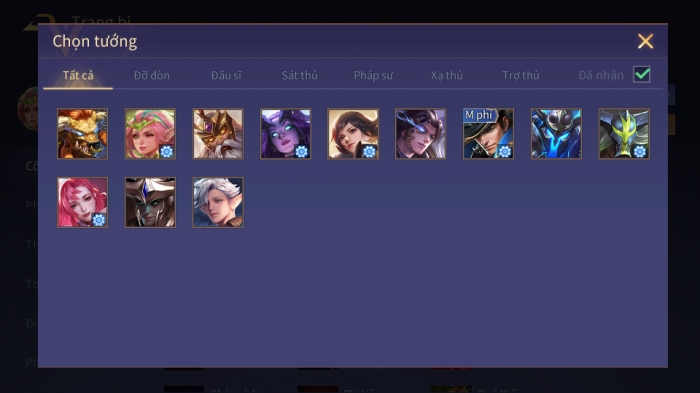 Trang bị
Chọn tướng
Tất cả
Đỡ đòn
Đấu sĩ
Sát thủ
Pháp sư
Xạ thủ
Trợ thủ
Đã nhận
M phí